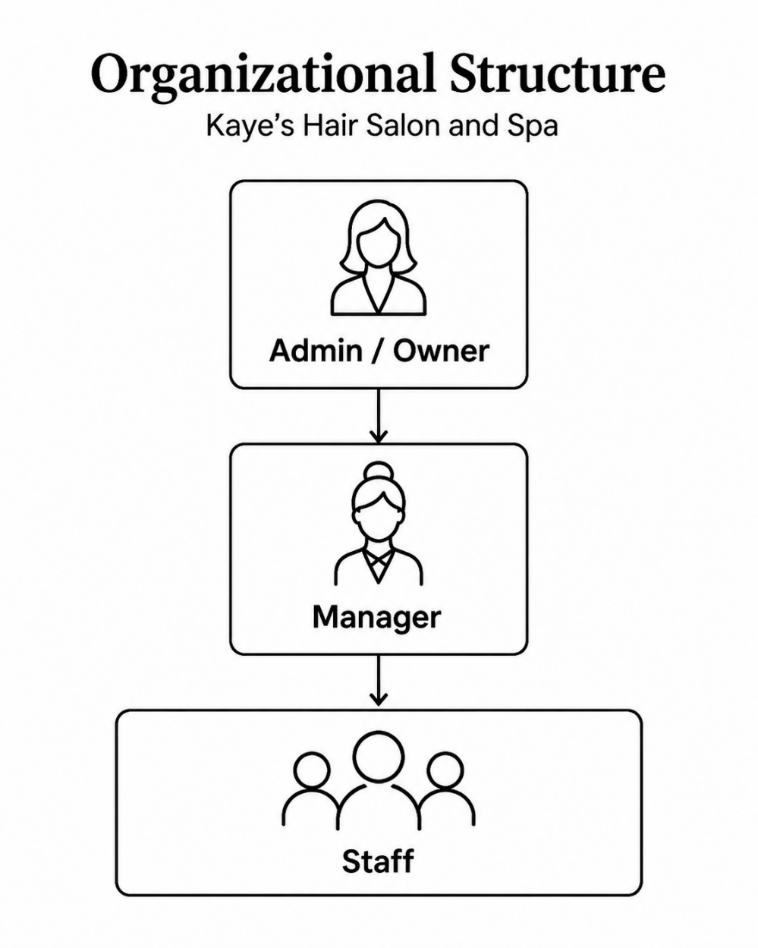 Organizational Structure
Kaye's Hair Salon and Spa
Admin / Owner
Manager
Staff